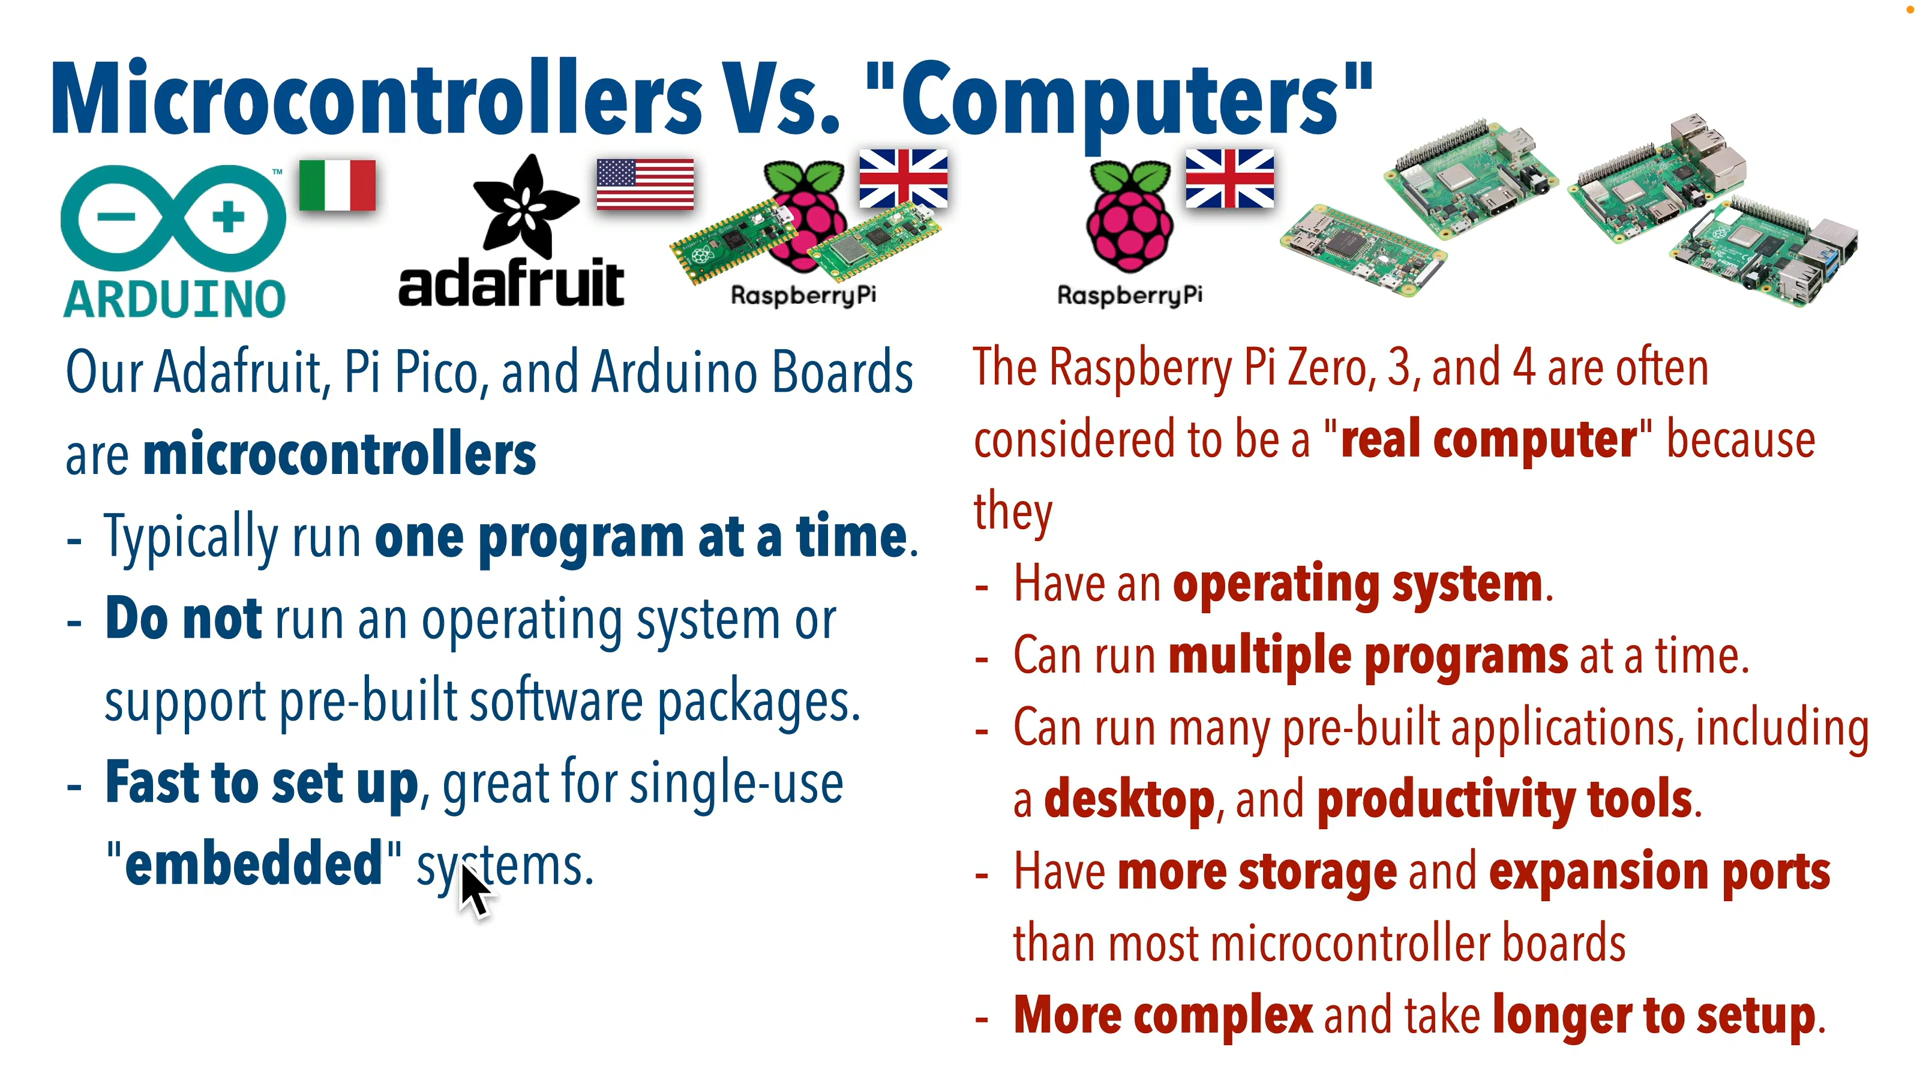 Microcontrollers Vs. "Computers"
ARDUINO™
adafruit
RaspberryPi
RaspberryPi
Our Adafruit, Pi Pico, and Arduino Boards
are microcontrollers
- Typically run one program at a time.
- Do not run an operating system or
support pre-built software packages.
- Fast to set up, great for single-use
"embedded" systems.
The Raspberry Pi Zero, 3, and 4 are often
considered to be a "real computer" because
they
- Have an operating system.
- Can run multiple programs at a time.
- Can run many pre-built applications, including
a desktop, and productivity tools.
- Have more storage and expansion ports
than most microcontroller boards
- More complex and take longer to setup.